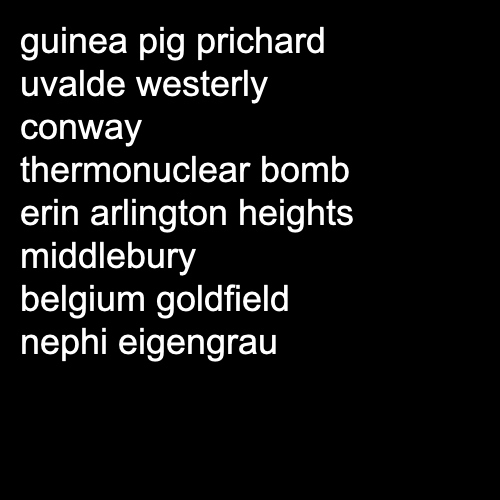 guinea pig prichard
uvalde westerly
conway
thermonuclear bomb
erin arlington heights
middlebury
belgium goldfield
nephi eigengrau